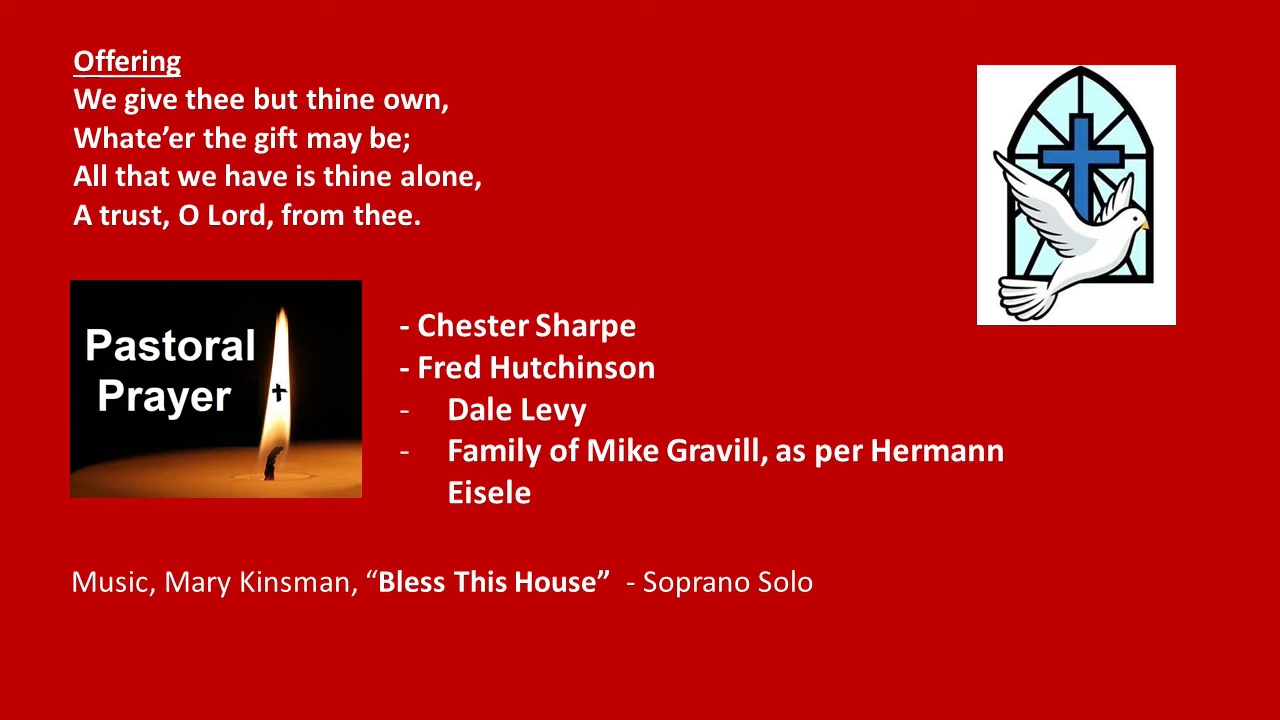 Offering
We give thee but thine own,
Whate’er the gift may be;
All that we have is thine alone,
A trust, O Lord, from thee.
Pastoral
Prayer
- Chester Sharpe
- Fred Hutchinson
- Dale Levy
- Family of Mike Gravill, as per Hermann
Eisele
Music, Mary Kinsman, “Bless This House” - Soprano Solo